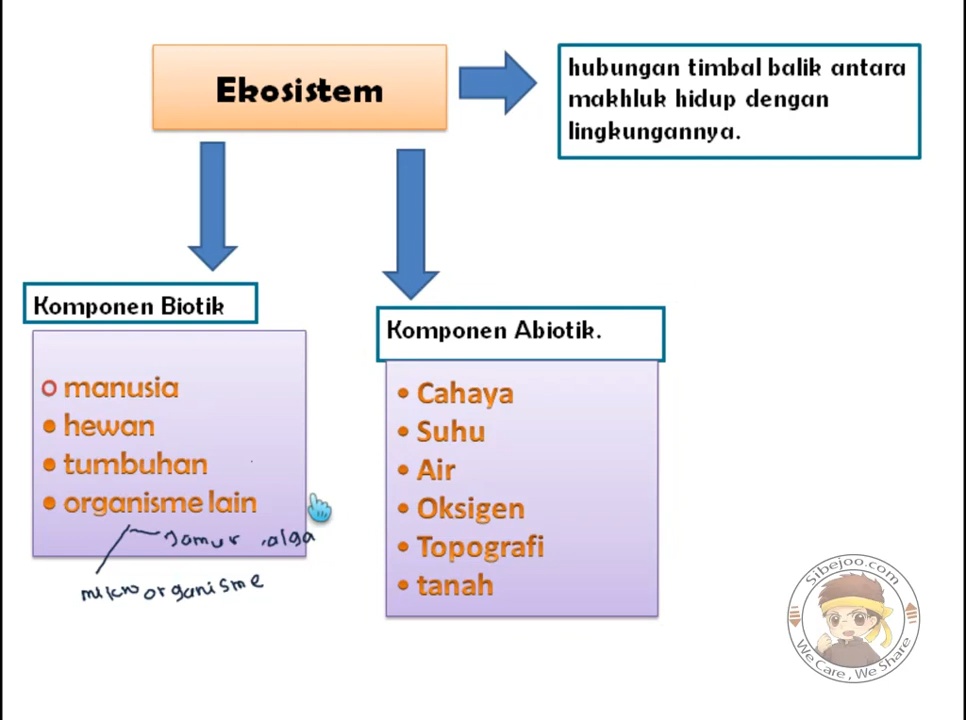 Ekosistem
hubungan timbal balik antara
makhluk hidup dengan
lingkungannya.
Komponen Biotik
manusia
hewan
tumbuhan
organisme lain
Jamur , alga
mikroorganisme
Komponen Abiotik.
• Cahaya
• Suhu
• Air
• Oksigen
• Topografi
• tanah
Sibejoo.com
We Care , We Share